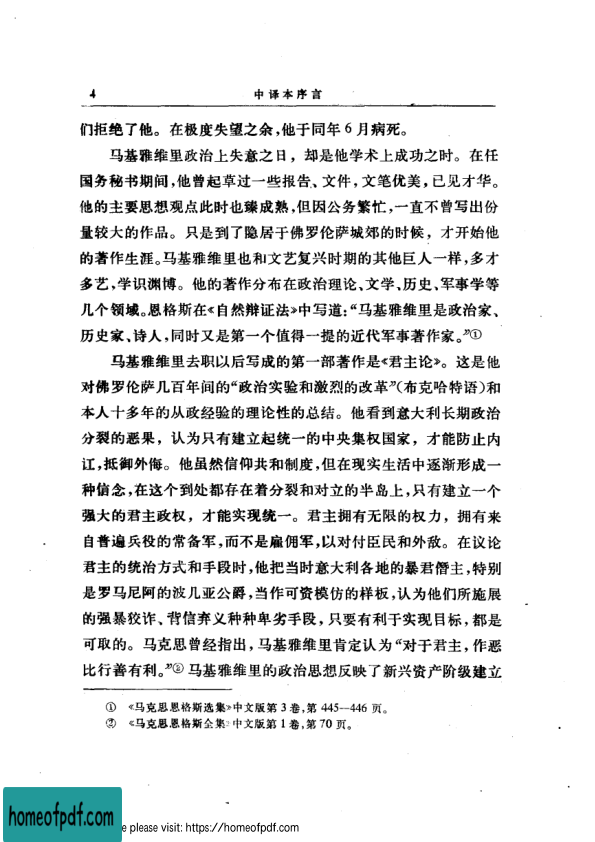 4 中译本序言
们拒绝了他。在极度失望之余,他于同年6月病死。
马基雅维里政治上失意之日，却是他学术上成功之时。在任
国务秘书期间,他曾起草过一些报告、文件,文笔优美,已见才华。
他的主要思想观点此时也臻成熟,但因公务繁忙,一直不曾写出份
量较大的作品。只是到了隐居于佛罗伦萨城郊的时候，才开始他
的著作生涯。马基雅维里也和文艺复兴时期的其他巨人一样,多才
多艺,学识渊博。他的著作分布在政治理论、文学、历史、军事学等
几个领域。恩格斯在《自然辩证法》中写道:“马基雅维里是政治家、
历史家、诗人,同时又是第一个值得一提的近代军事著作家。”①
马基雅维里去职以后写成的第一部著作是《君主论》。这是他
对佛罗伦萨几百年间的“政治实验和激烈的改革”(布克哈特语)和
本人十多年的从政经验的理论性的总结。他看到意大利长期政治
分裂的恶果，认为只有建立起统一的中央集权国家，才能防止内
讧,抵御外侮。他虽然信仰共和制度,但在现实生活中逐渐形成一
种信念,在这个到处都存在着分裂和对立的半岛上,只有建立一个
强大的君主政权，才能实现统一。君主拥有无限的权力，拥有来
自普遍兵役的常备军,而不是雇佣军,以对付臣民和外敌。在议论
君主的统治方式和手段时,他把当时意大利各地的暴君僭主,特别
是罗马尼阿的波几亚公爵,当作可资模仿的样板,认为他们所施展
的强暴狡诈、背信弃义种种卑劣手段，只要有利于实现目标，都是
可取的。马克思曾经指出，马基雅维里肯定认为“对于君主，作恶
比行善有利。”② 马基雅维里的政治思想反映了新兴资产阶级建立
① 《马克思恩格斯选集》中文版第3卷,第445—446页。
② 《马克思恩格斯全集》中文版第1卷,第70页。
homeofpdf.com
e please visit: https://homeofpdf.com